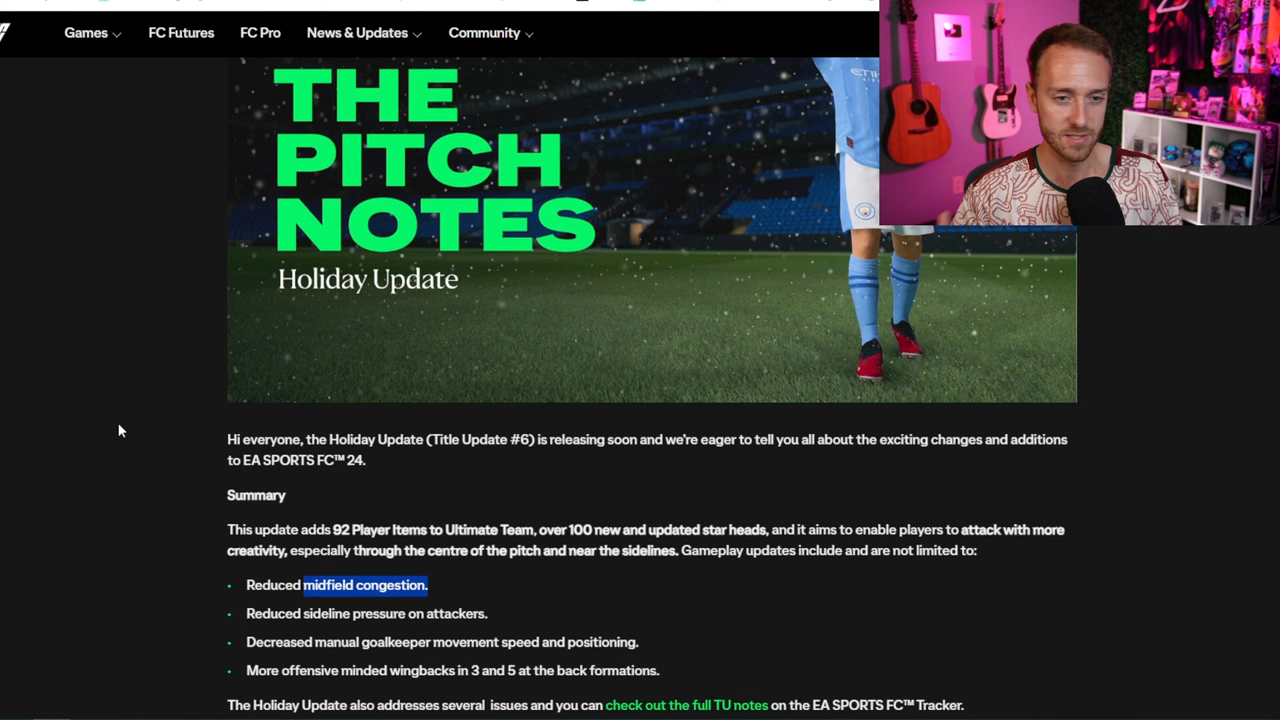 Games
FC Futures
FC Pro
News & Updates
Community
THE
PITCH
NOTES
Holiday Update
Hi everyone, the Holiday Update (Title Update #6) is releasing soon and we're eager to tell you all about the exciting changes and additions
to EA SPORTS FC™ 24.
Summary
This update adds 92 Player Items to Ultimate Team, over 100 new and updated star heads, and it aims to enable players to attack with more
creativity, especially through the centre of the pitch and near the sidelines. Gameplay updates include and are not limited to:
• Reduced midfield congestion.
• Reduced sideline pressure on attackers.
• Decreased manual goalkeeper movement speed and positioning.
• More offensive minded wingbacks in 3 and 5 at the back formations.
The Holiday Update also addresses several issues and you can check out the full TU notes on the EA SPORTS FC™ Tracker.